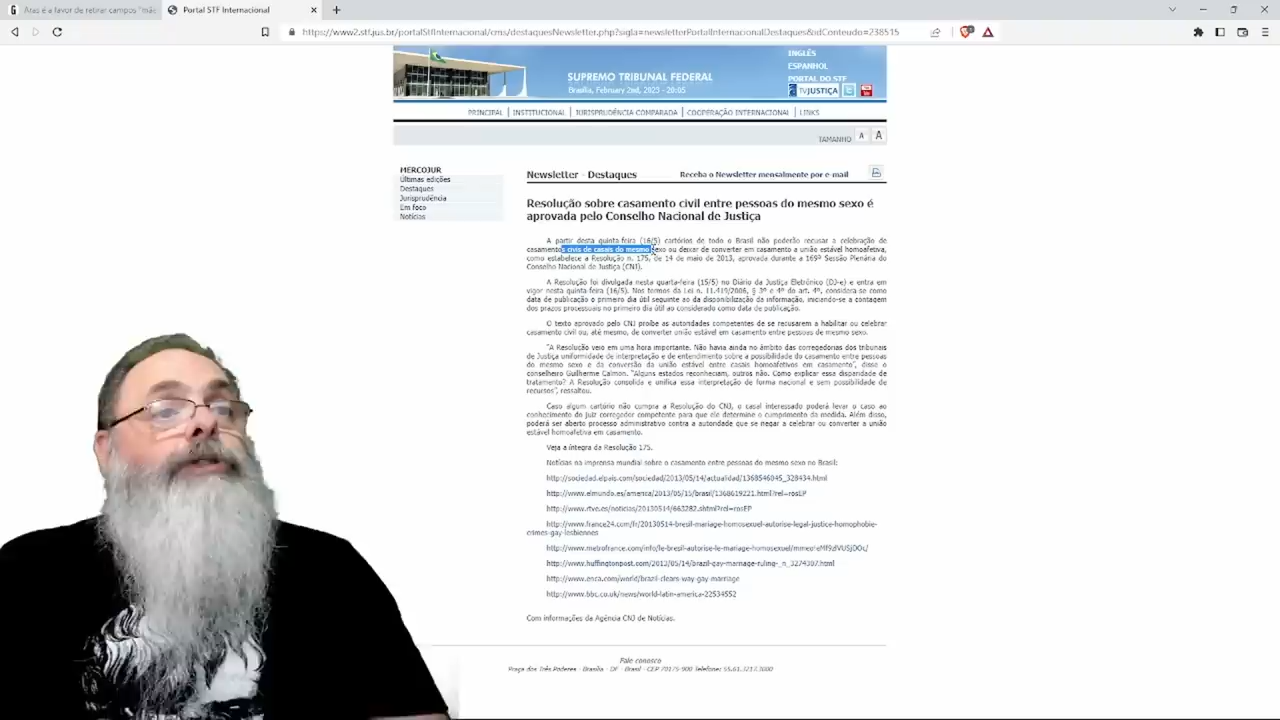 Aras é a favor de retirar campos "mãe
Portal STF Internacional
https://www2.stf.jus.br/portalStfInternacional/cms/destaquesNewsletter.php?sigla=newsletterPortalInternacionalDestaques&idConteudo=238515
INGLÊS
ESPANHOL
PORTAL DO STF
SUPREMO TRIBUNAL FEDERAL
Brasília, February 2nd, 2023 - 20:05
TVJUSTIÇA
PRINCIPAL | INSTITUCIONAL | JURISPRUDÊNCIA COMPARADA | COOPERAÇÃO INTERNACIONAL | LINKS
TAMANHO A A
MERCOJUR
Últimas edições
Destaques
Jurisprudência
Em foco
Notícias
Newsletter - Destaques
Receba o Newsletter mensalmente por e-mail
Resolução sobre casamento civil entre pessoas do mesmo sexo é
aprovada pelo Conselho Nacional de Justiça
A partir desta quinta-feira (16/5) cartórios de todo o Brasil não poderão recusar a celebração de
casamentos civis de casais do mesmo sexo ou deixar de converter em casamento a união estável homoafetiva,
como estabelece a Resolução n. 175, de 14 de maio de 2013, aprovada durante a 169ª Sessão Plenária do
Conselho Nacional de Justiça (CNJ).
A Resolução foi divulgada nesta quarta-feira (15/5) no Diário da Justiça Eletrônico (DJ-e) e entra em
vigor nesta quinta-feira (16/5). Nos termos da Lei n. 11.419/2006, § 3º e 4º do art. 4º, considera-se como
data de publicação o primeiro dia útil seguinte ao da disponibilização da informação, iniciando-se a contagem
dos prazos processuais no primeiro dia útil ao considerado como data de publicação.
O texto aprovado pelo CNJ proíbe as autoridades competentes de se recusarem a habilitar ou celebrar
casamento civil ou, até mesmo, de converter união estável em casamento entre pessoas de mesmo sexo.
"A Resolução veio em uma hora importante. Não havia ainda no âmbito das corregedorias dos tribunais
de Justiça uniformidade de interpretação e de entendimento sobre a possibilidade do casamento entre pessoas
do mesmo sexo e da conversão da união estável entre casais homoafetivos em casamento", disse o
conselheiro Guilherme Calmon. "Alguns estados reconheciam, outros não. Como explicar essa disparidade de
tratamento? A Resolução consolida e unifica essa interpretação de forma nacional e sem possibilidade de
recursos", ressaltou.
Caso algum cartório não cumpra a Resolução do CNJ, o casal interessado poderá levar o caso ao
conhecimento do juiz corregedor competente para que ele determine o cumprimento da medida. Além disso,
poderá ser aberto processo administrativo contra a autoridade que se negar a celebrar ou converter a união
estável homoafetiva em casamento.
Veja a íntegra da Resolução 175.
Notícias na imprensa mundial sobre o casamento entre pessoas do mesmo sexo no Brasil:
http://sociedad.elpais.com/sociedad/2013/05/14/actualidad/1368546045_328434.html
http://www.elmundo.es/america/2013/05/15/brasil/1368619221.html?rel=rosEP
http://www.rtve.es/noticias/20130514/663282.shtml?rel=rosEP
http://www.france24.com/fr/20130514-bresil-mariage-homosexuel-autorise-legal-justice-homophobie-
crimes-gay-lesbiennes
http://www.huffingtonpost.com/2013/05/14/brazil-gay-marriage-ruling-_n_3274307.html
http://www.enca.com/world/brazil-clears-way-gay-marriage
http://www.bbc.co.uk/news/world-latin-america-22534552
Com informações da Agência CNJ de Notícias.
Fale conosco
Praça dos Três Poderes - Brasília - DF - Brasil - CEP 70175-900 Telefone: 55.61.3217.3000